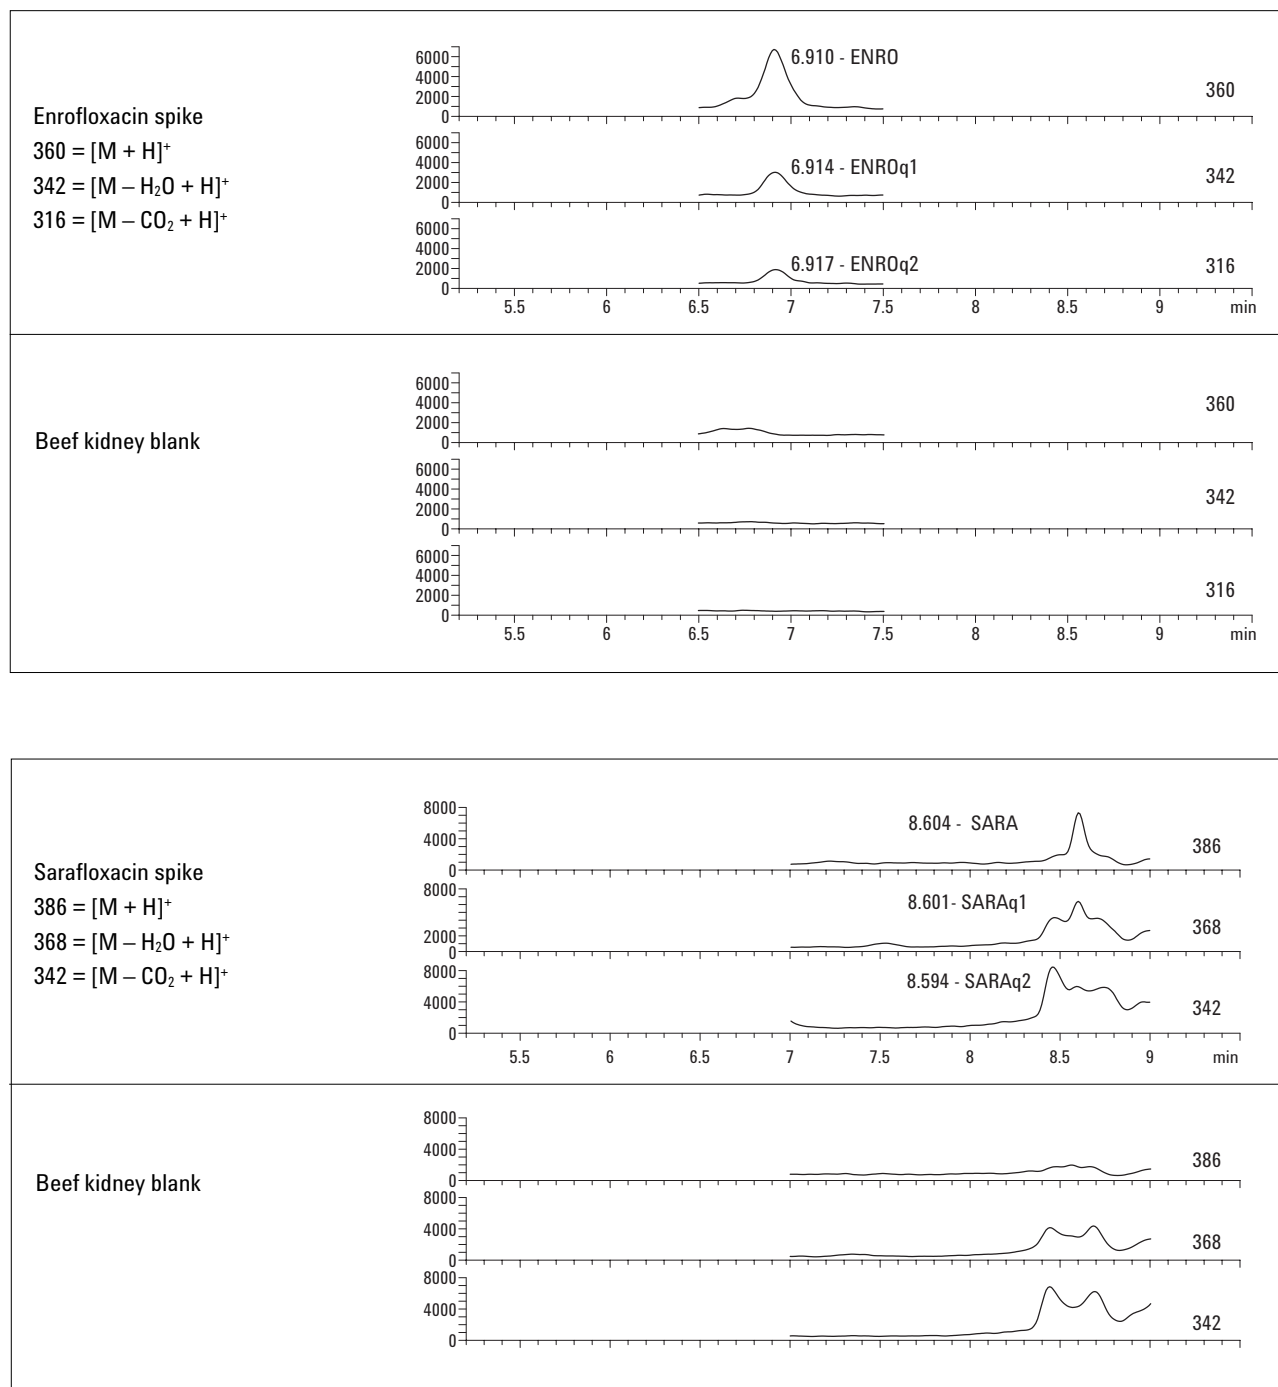 6000
4000
2000
0
6.910 - ENRO
360
Enrofloxacin spike
360 = [M + H]⁺
342 = [M – H₂O + H]⁺
316 = [M – CO₂ + H]⁺
6000
4000
2000
0
6.914 - ENROq1
342
6000
4000
2000
0
6.917 - ENROq2
316
5.5 6 6.5 7 7.5 8 8.5 9 min
Beef kidney blank
6000
4000
2000
0
360
6000
4000
2000
0
342
6000
4000
2000
0
316
5.5 6 6.5 7 7.5 8 8.5 9 min
Sarafloxacin spike
386 = [M + H]⁺
368 = [M – H₂O + H]⁺
342 = [M – CO₂ + H]⁺
8000
4000
0
8.604 - SARA
386
8000
2000
0
8.601- SARAq1
368
8000
4000
0
8.594 - SARAq2
342
5.5 6 6.5 7 7.5 8 8.5 9 min
Beef kidney blank
8000
4000
0
386
8000
4000
0
368
8000
4000
0
342